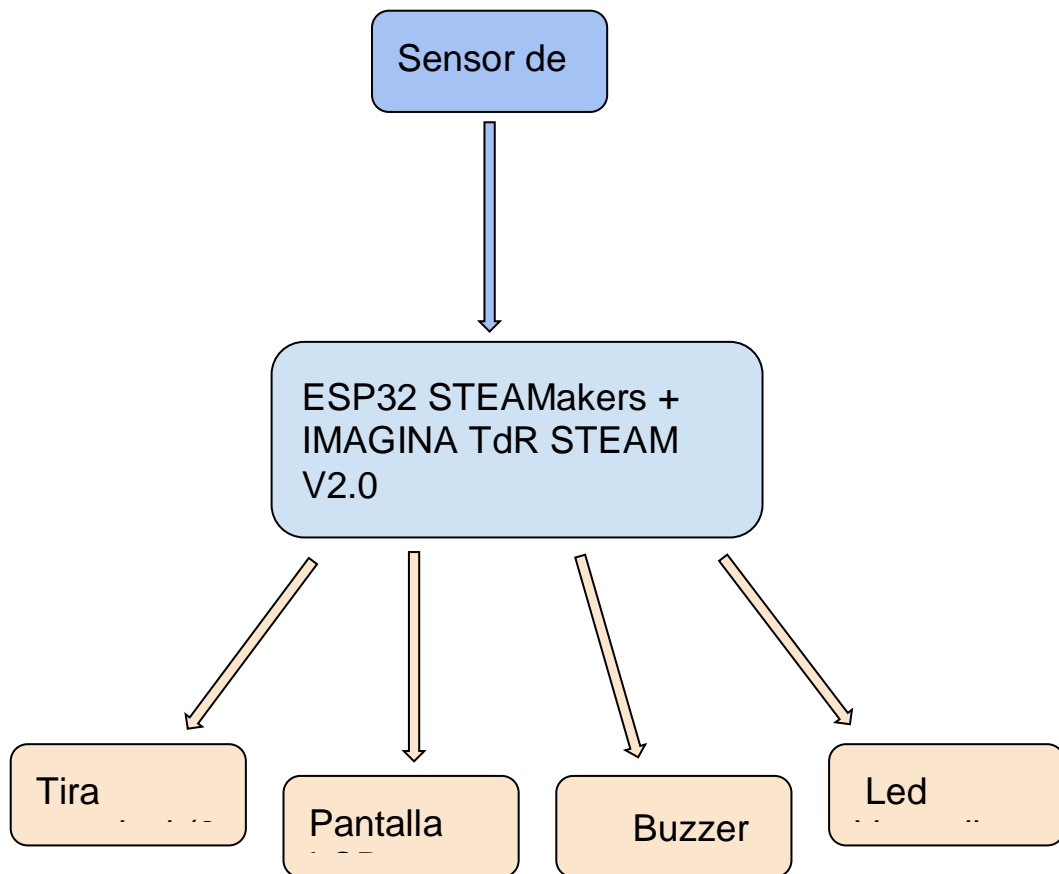 Sensor de
ESP32 STEAMakers +
IMAGINA TdR STEAM
V2.0
Tira
Pantalla
Buzzer
Led